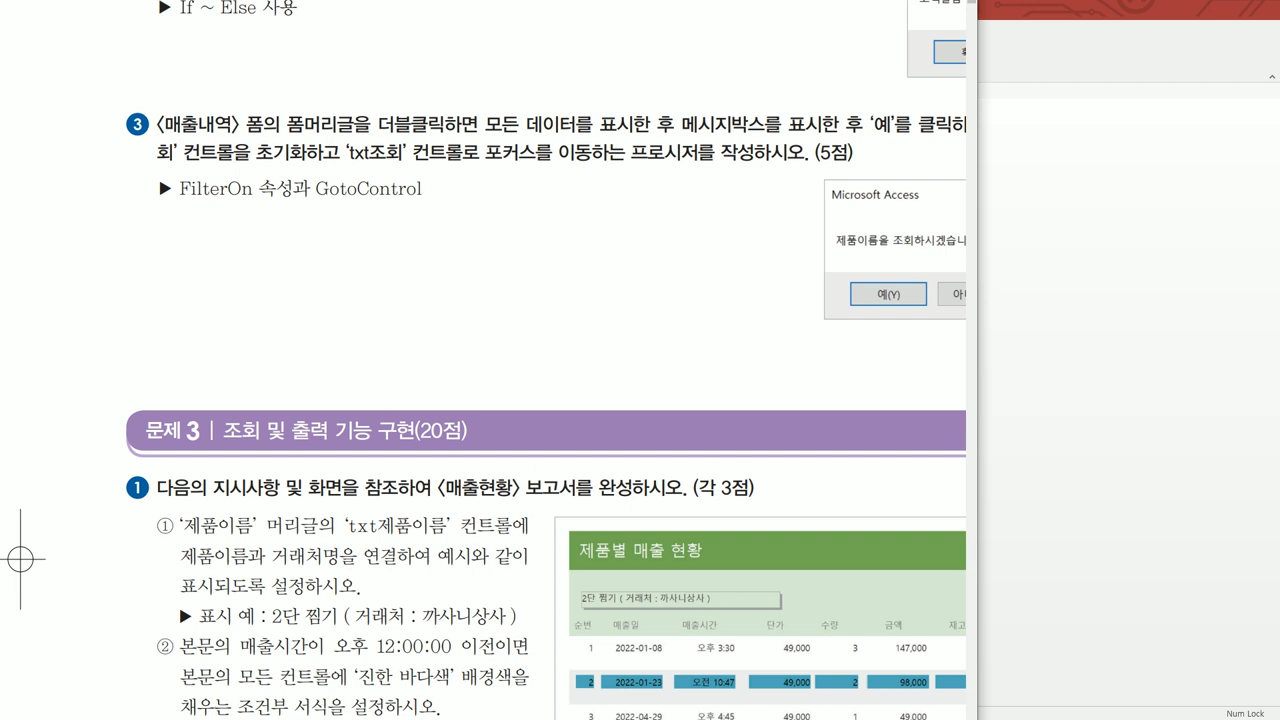 ▶ If ~ Else 사용
❸ 〈매출내역〉 폼의 폼머리글을 더블클릭하면 모든 데이터를 표시한 후 메시지박스를 표시한 후 '예'를 클릭하
회' 컨트롤을 초기화하고 'txt조회' 컨트롤로 포커스를 이동하는 프로시저를 작성하시오. (5점)
▶ FilterOn 속성과 GotoControl
Microsoft Access
제품이름을 조회하시겠습니
예(Y)
아
문제 3 | 조회 및 출력 기능 구현(20점)
❶ 다음의 지시사항 및 화면을 참조하여 〈매출현황〉 보고서를 완성하시오. (각 3점)
① '제품이름' 머리글의 'txt제품이름' 컨트롤에
제품이름과 거래처명을 연결하여 예시와 같이
표시되도록 설정하시오.
▶ 표시 예 : 2단 찜기 ( 거래처 : 까사니상사 )
② 본문의 매출시간이 오후 12:00:00 이전이면
본문의 모든 컨트롤에 '진한 바다색' 배경색을
채우는 조건부 서식을 설정하시오.
제품별 매출 현황
2단 찜기 ( 거래처 : 까사니상사 )
순번 매출일 매출시간 단가 수량 금액 재고
1 2022-01-08 오후 3:30 49,000 3 147,000
2 2022-01-23 오전 10:47 49,000 2 98,000
3 2022-04-29 오후 4:45 49,000 1 49,000
Num Lock